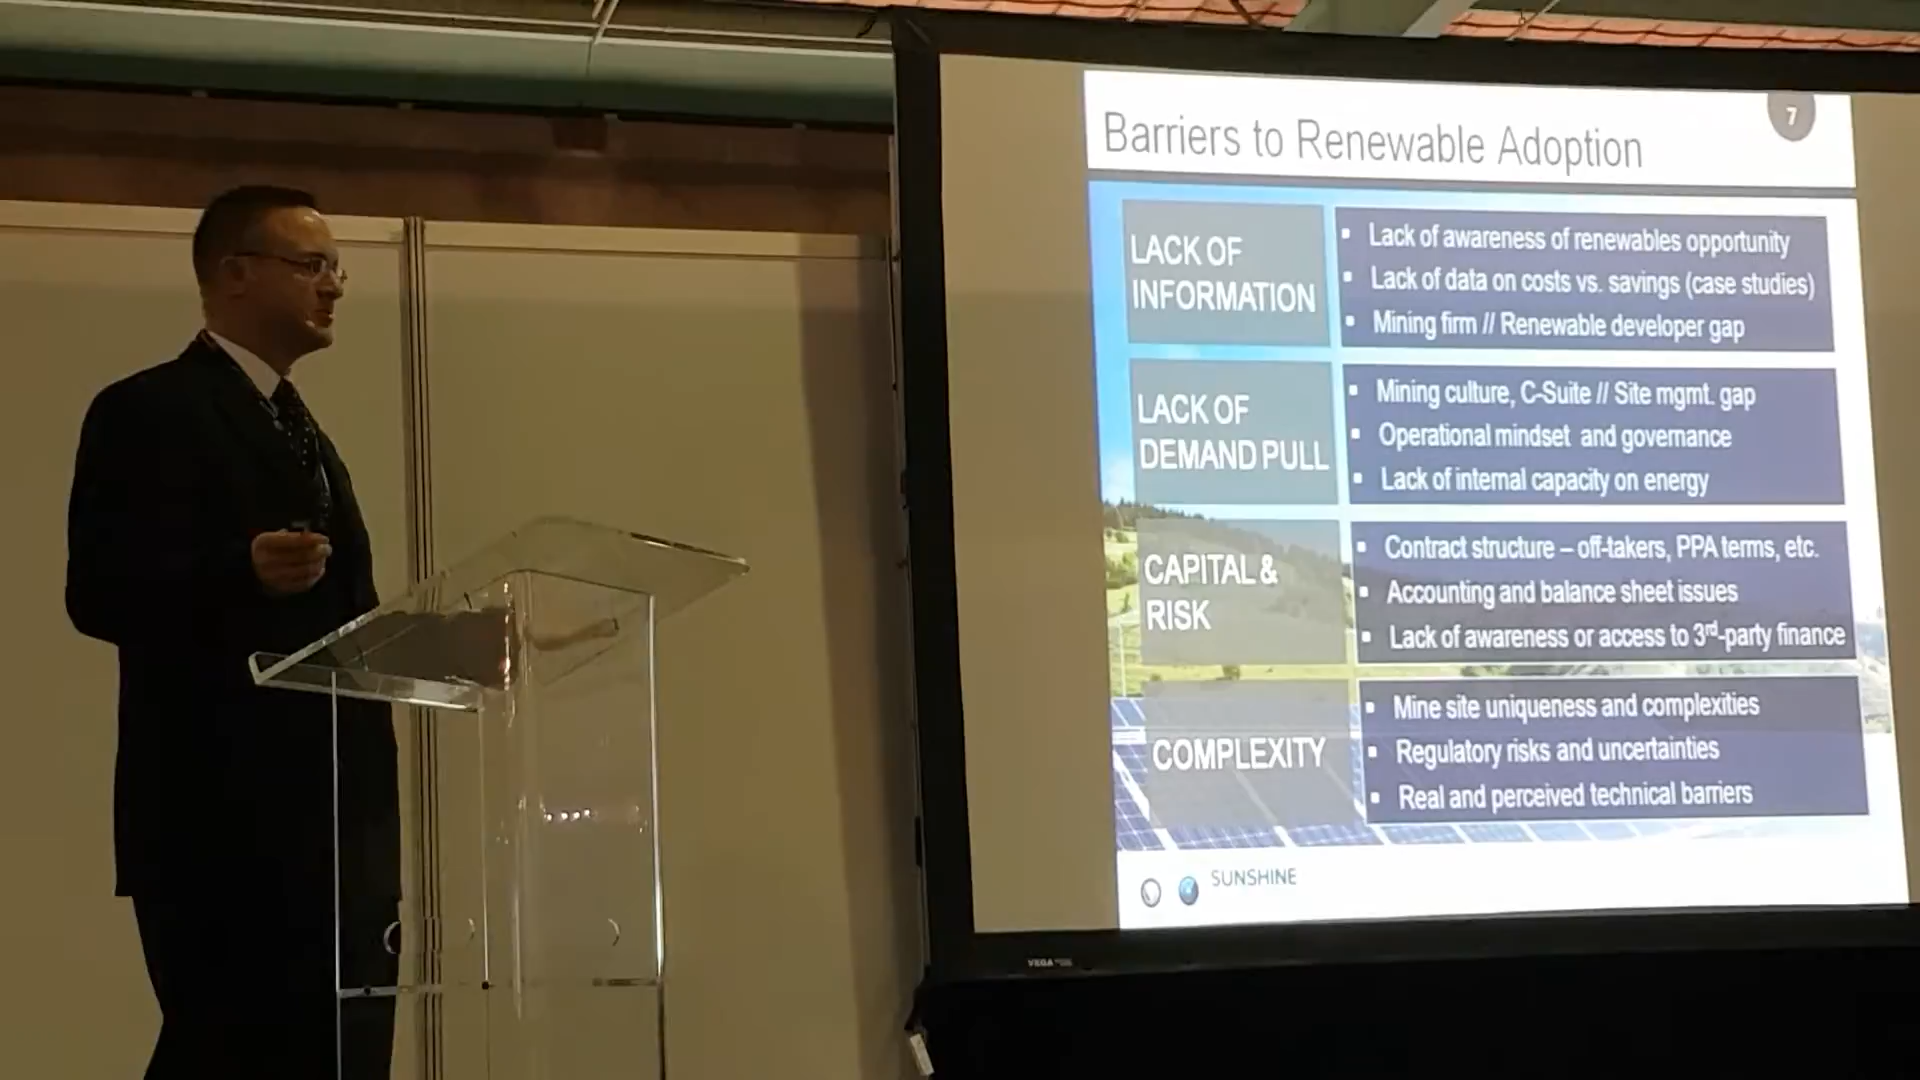 7
Barriers to Renewable Adoption
LACK OF
INFORMATION
▪ Lack of awareness of renewables opportunity
▪ Lack of data on costs vs. savings (case studies)
▪ Mining firm // Renewable developer gap
LACK OF
DEMAND PULL
▪ Mining culture, C-Suite // Site mgmt. gap
▪ Operational mindset and governance
▪ Lack of internal capacity on energy
CAPITAL &
RISK
▪ Contract structure – off-takers, PPA terms, etc.
▪ Accounting and balance sheet issues
▪ Lack of awareness or access to 3rd-party finance
COMPLEXITY
▪ Mine site uniqueness and complexities
▪ Regulatory risks and uncertainties
▪ Real and perceived technical barriers
SUNSHINE
VEGA